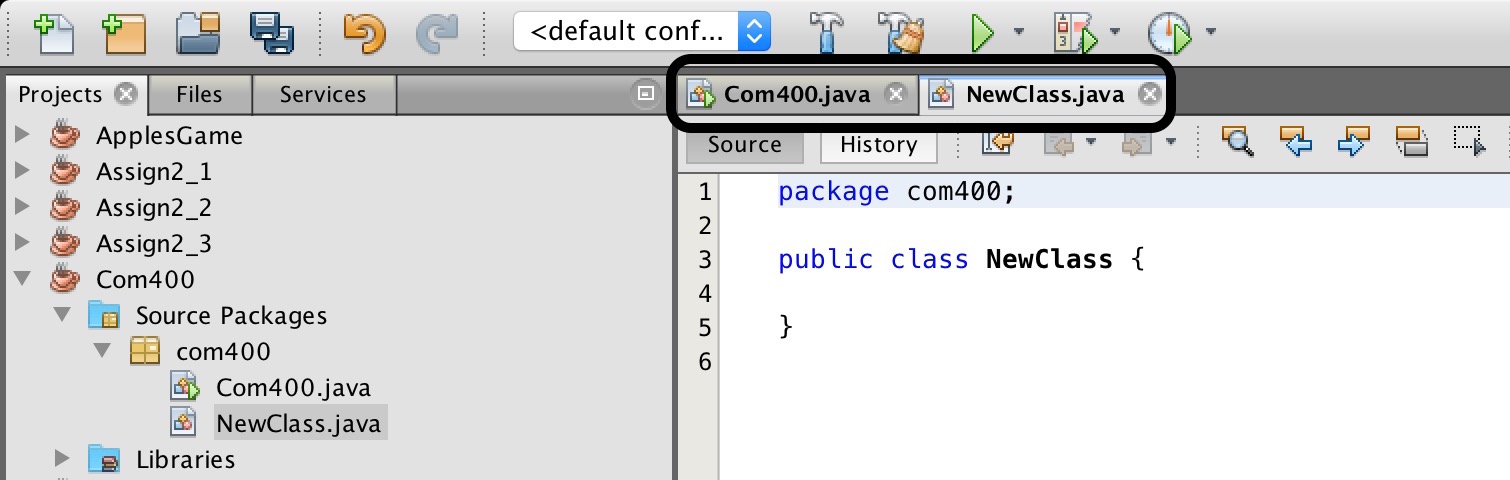 <default conf...
Projects Files Services
ApplesGame
Assign2_1
Assign2_2
Assign2_3
Com400
Source Packages
com400
Com400.java
NewClass.java
Libraries
Com400.java NewClass.java
Source History
1 package com400;
2
3 public class NewClass {
4
5 }
6